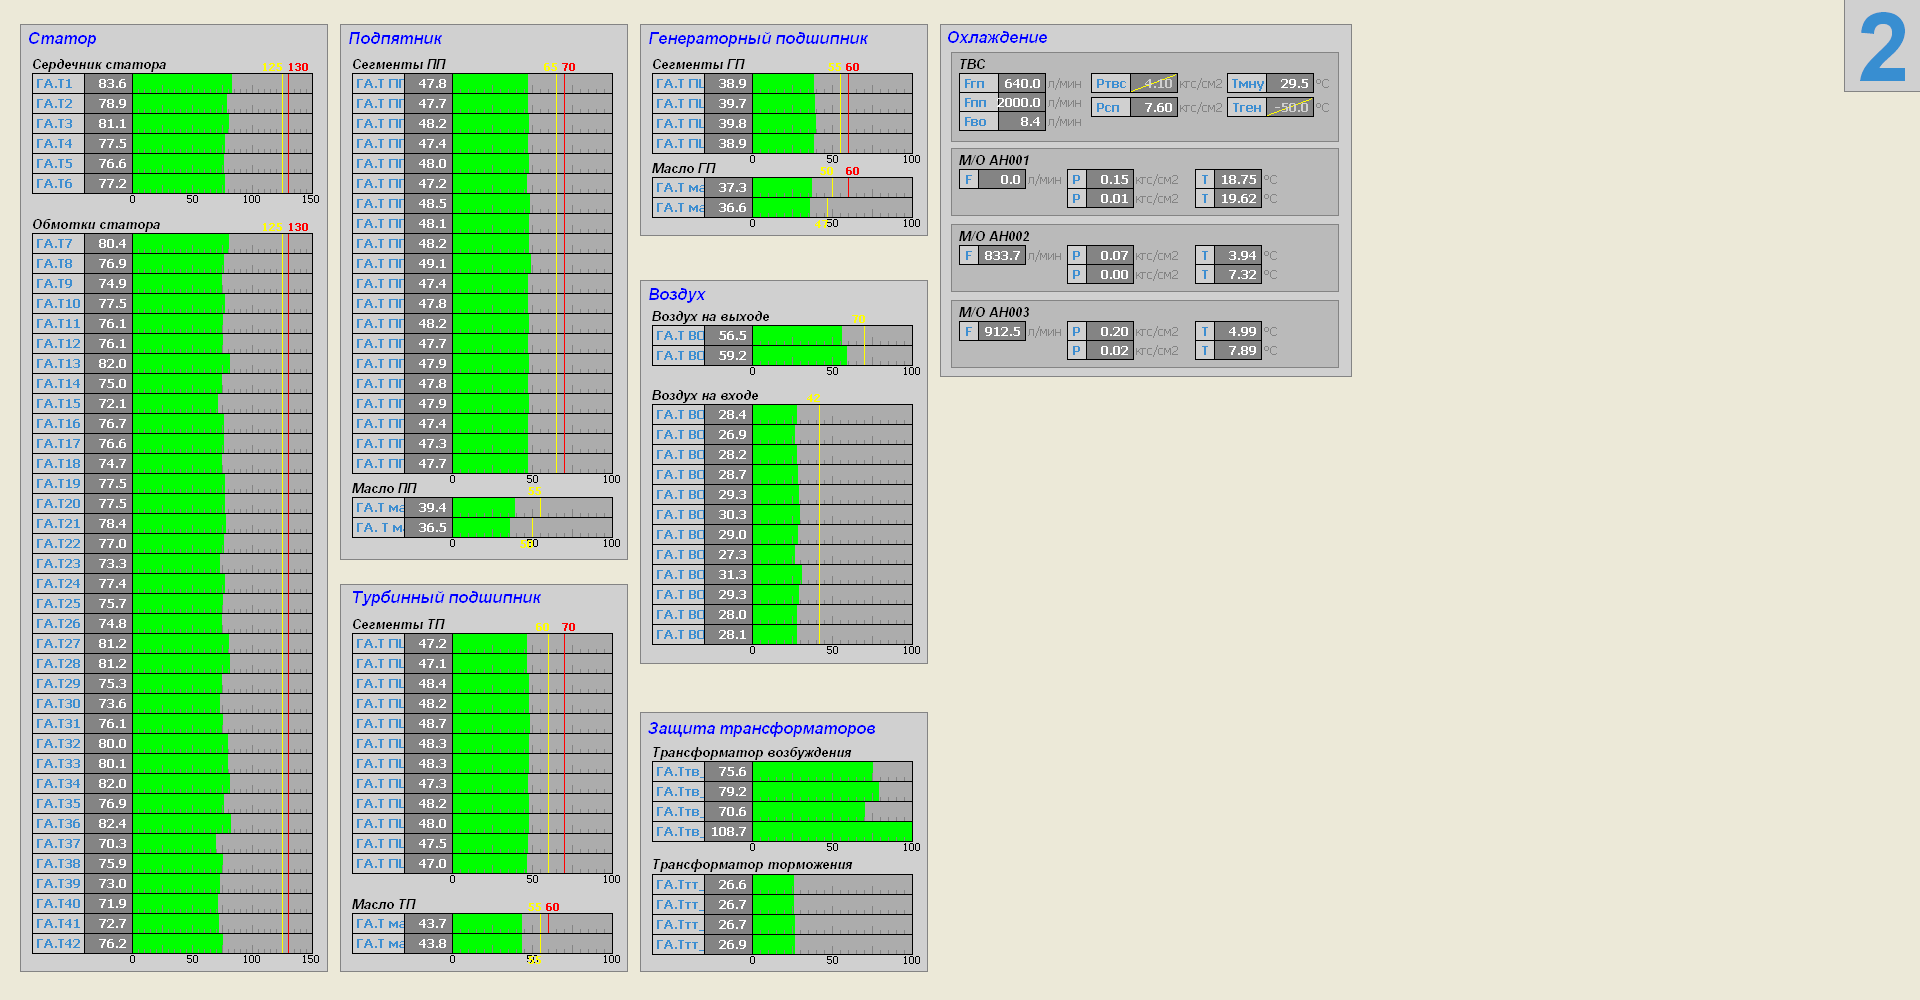 2
Статор
Сердечник статора
125 130
ГА.Т1 83.6
ГА.Т2 78.9
ГА.Т3 81.1
ГА.Т4 77.5
ГА.Т5 76.6
ГА.Т6 77.2
0 50 100 150
Обмотки статора
125 130
ГА.Т7 80.4
ГА.Т8 76.9
ГА.Т9 74.9
ГА.Т10 77.5
ГА.Т11 76.1
ГА.Т12 76.1
ГА.Т13 82.0
ГА.Т14 75.0
ГА.Т15 72.1
ГА.Т16 76.7
ГА.Т17 76.6
ГА.Т18 74.7
ГА.Т19 77.5
ГА.Т20 77.5
ГА.Т21 78.4
ГА.Т22 77.0
ГА.Т23 73.3
ГА.Т24 77.4
ГА.Т25 75.7
ГА.Т26 74.8
ГА.Т27 81.2
ГА.Т28 81.2
ГА.Т29 75.3
ГА.Т30 73.6
ГА.Т31 76.1
ГА.Т32 80.0
ГА.Т33 80.1
ГА.Т34 82.0
ГА.Т35 76.9
ГА.Т36 82.4
ГА.Т37 70.3
ГА.Т38 75.9
ГА.Т39 73.0
ГА.Т40 71.9
ГА.Т41 72.7
ГА.Т42 76.2
0 50 100 150
Подпятник
Сегменты ПП
65 70
ГА.Т ПП 47.8
ГА.Т ПП 47.7
ГА.Т ПП 48.2
ГА.Т ПП 47.4
ГА.Т ПП 48.0
ГА.Т ПП 47.2
ГА.Т ПП 48.5
ГА.Т ПП 48.1
ГА.Т ПП 48.2
ГА.Т ПП 49.1
ГА.Т ПП 47.4
ГА.Т ПП 47.8
ГА.Т ПП 48.2
ГА.Т ПП 47.7
ГА.Т ПП 47.9
ГА.Т ПП 47.8
ГА.Т ПП 47.9
ГА.Т ПП 47.4
ГА.Т ПП 47.3
ГА.Т ПП 47.7
0 50 100
Масло ПП
55
ГА.Т ма 39.4
ГА. Т ма 36.5
0 50 100
Турбинный подшипник
Сегменты ТП
60 70
ГА.Т ПШ 47.2
ГА.Т ПШ 47.1
ГА.Т ПШ 48.4
ГА.Т ПШ 48.2
ГА.Т ПШ 48.7
ГА.Т ПШ 48.3
ГА.Т ПШ 48.3
ГА.Т ПШ 47.3
ГА.Т ПШ 48.2
ГА.Т ПШ 48.0
ГА.Т ПШ 47.5
ГА.Т ПШ 47.0
0 50 100
Масло ТП
55 60
ГА.Т ма 43.7
ГА.Т ма 43.8
0 50 100
Генераторный подшипник
Сегменты ГП
55 60
ГА.Т ПШ 38.9
ГА.Т ПШ 39.7
ГА.Т ПШ 39.8
ГА.Т ПШ 38.9
0 50 100
Масло ГП
50 60
ГА.Т ма 37.3
ГА.Т ма 36.6
0 47 50 100
Воздух
Воздух на выходе
70
ГА.Т ВО 56.5
ГА.Т ВО 59.2
0 50 100
Воздух на входе
42
ГА.Т ВО 28.4
ГА.Т ВО 26.9
ГА.Т ВО 28.2
ГА.Т ВО 28.7
ГА.Т ВО 29.3
ГА.Т ВО 30.3
ГА.Т ВО 29.0
ГА.Т ВО 27.3
ГА.Т ВО 31.3
ГА.Т ВО 29.3
ГА.Т ВО 28.0
ГА.Т ВО 28.1
0 50 100
Защита трансформаторов
Трансформатор возбуждения
ГА.Ттв_ 75.6
ГА.Ттв_ 79.2
ГА.Ттв_ 70.6
ГА.Ттв_ 108.7
0 50 100
Трансформатор торможения
ГА.Ттт_ 26.6
ГА.Ттт_ 26.7
ГА.Ттт_ 26.7
ГА.Ттт_ 26.9
0 50 100
Охлаждение
ТВС
Fгп 640.0 л/мин Pтвс 4.10 кгс/см2 Tмну 29.5 °C
Fпп 2000.0 л/мин Pсп 7.60 кгс/см2 Tген -50.0 °C
Fво 8.4 л/мин
М/О АН001
F 0.0 л/мин P 0.15 кгс/см2 T 18.75 °C
P 0.01 кгс/см2 T 19.62 °C
М/О АН002
F 833.7 л/мин P 0.07 кгс/см2 T 3.94 °C
P 0.00 кгс/см2 T 7.32 °C
М/О АН003
F 912.5 л/мин P 0.20 кгс/см2 T 4.99 °C
P 0.02 кгс/см2 T 7.89 °C